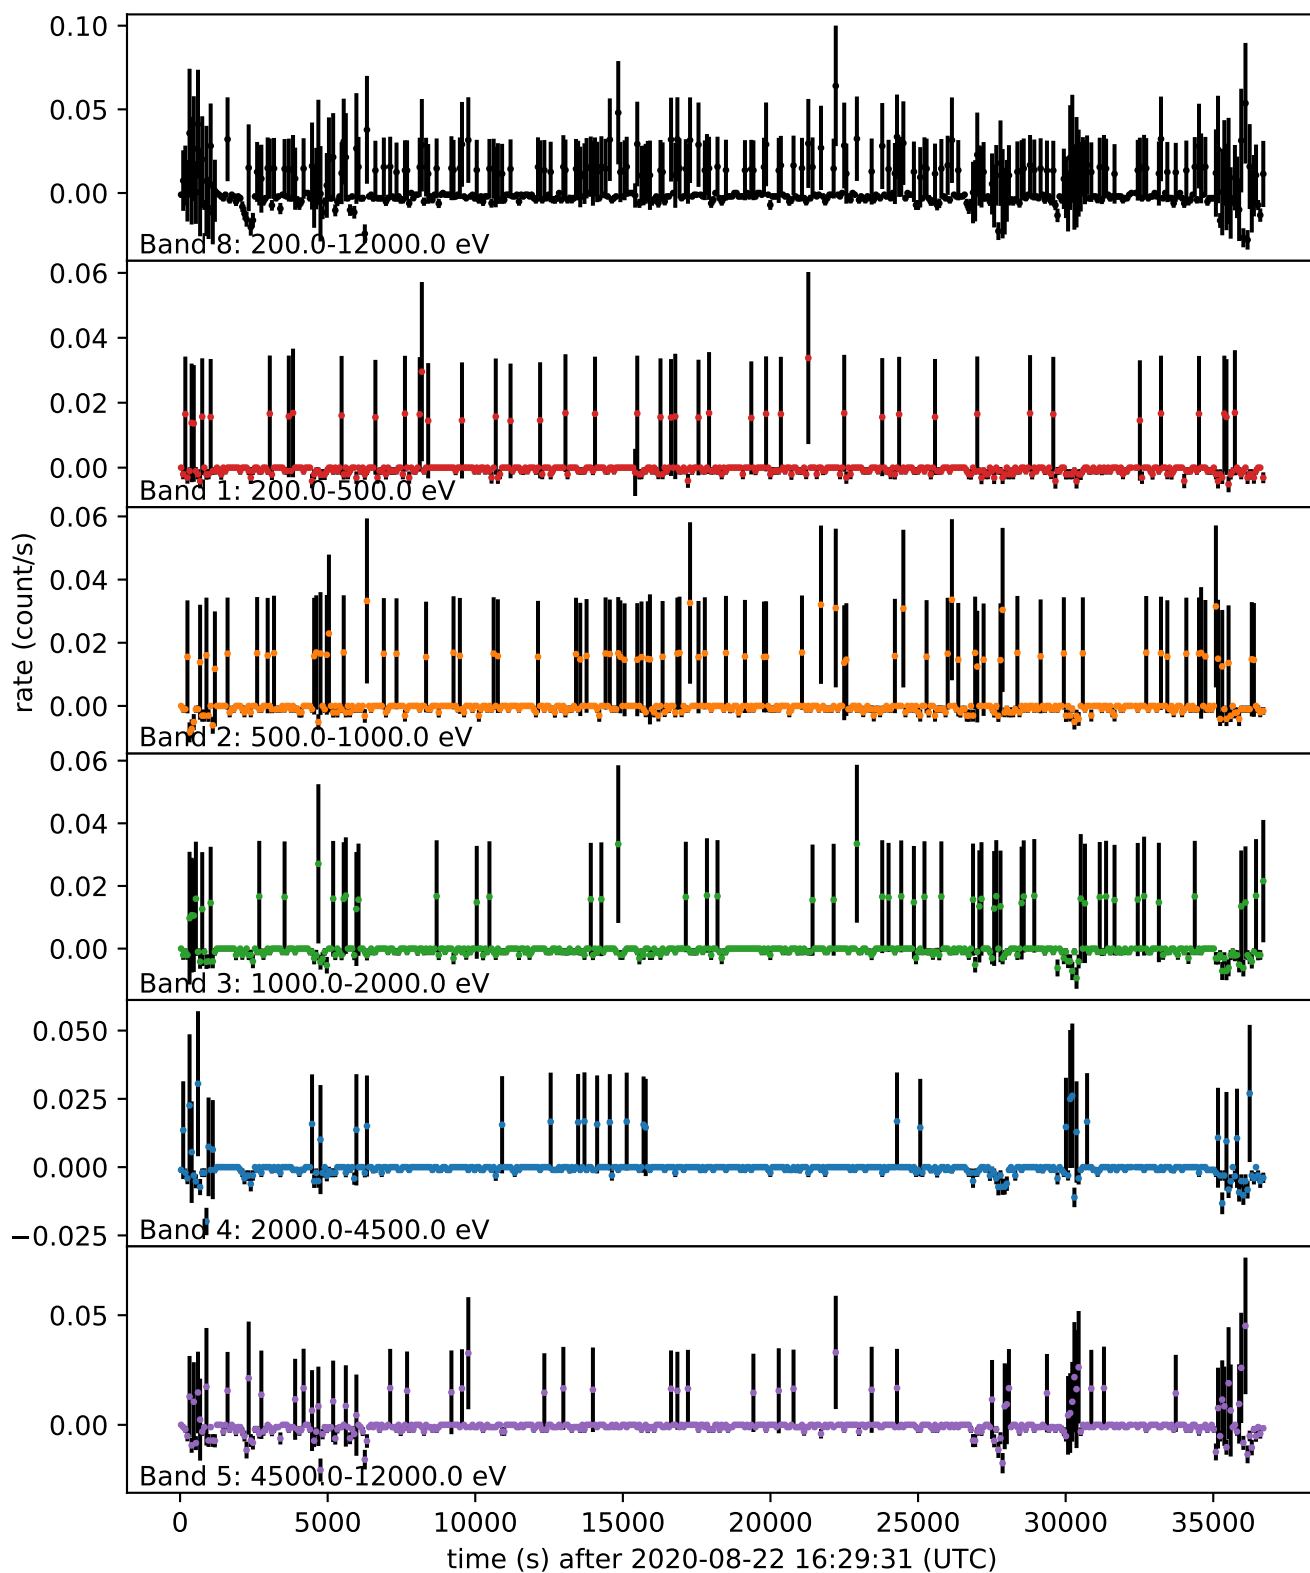 0.10
0.05
0.00
Band 8: 200.0-12000.0 eV
0.06
0.04
0.02
0.00
Band 1: 200.0-500.0 eV
0.06
0.04
0.02
0.00
Band 2: 500.0-1000.0 eV
rate (count/s)
0.06
0.04
0.02
0.00
Band 3: 1000.0-2000.0 eV
0.050
0.025
0.000
−0.025
Band 4: 2000.0-4500.0 eV
0.05
0.00
Band 5: 4500.0-12000.0 eV
0 5000 10000 15000 20000 25000 30000 35000
time (s) after 2020-08-22 16:29:31 (UTC)